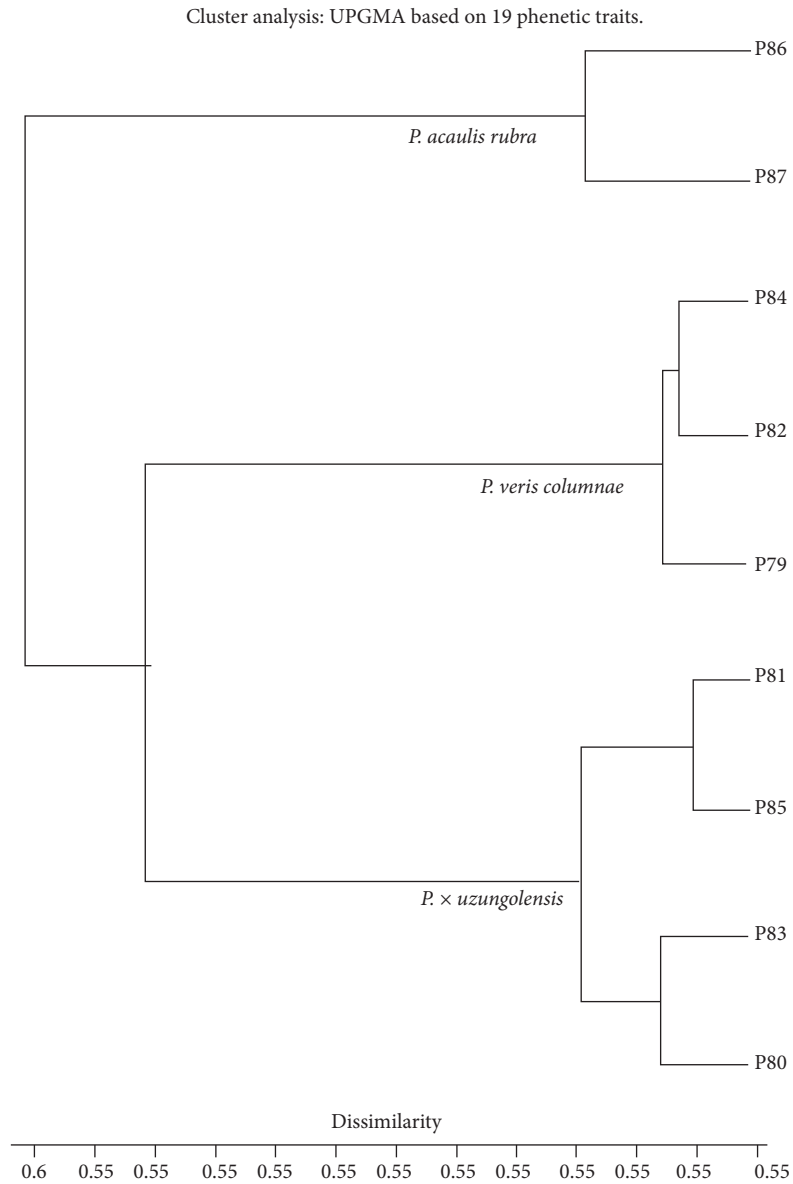 Cluster analysis: UPGMA based on 19 phenetic traits.
P86
P. acaulis rubra
P87
P84
P82
P. veris columnae
P79
P81
P85
P. × uzungolensis
P83
P80
Dissimilarity
0.6 0.55 0.55 0.55 0.55 0.55 0.55 0.55 0.55 0.55 0.55 0.55 0.55